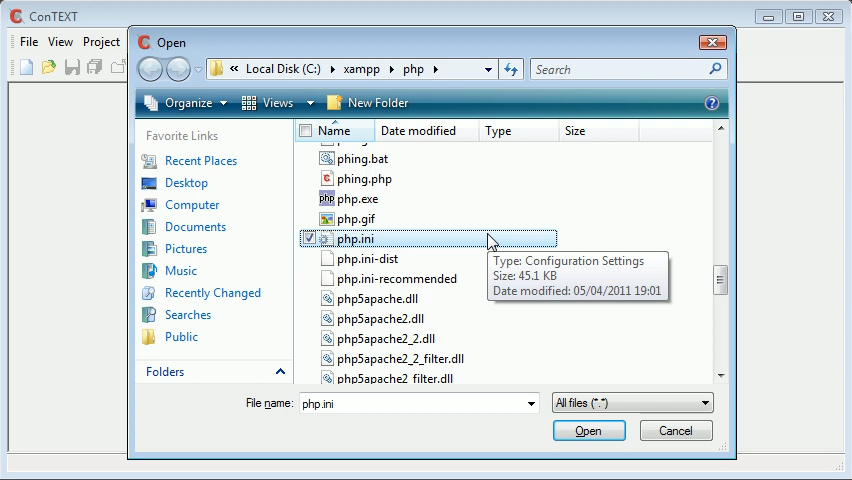 ConTEXT
File View Project
Open
« Local Disk (C:) xampp php
Search
Organize Views New Folder
Favorite Links
Recent Places
Desktop
Computer
Documents
Pictures
Music
Recently Changed
Searches
Public
Folders
Name Date modified Type Size
phing.bat
phing.php
php.exe
php.gif
php.ini
php.ini-dist
php.ini-recommended
php5apache.dll
php5apache2.dll
php5apache2_2.dll
php5apache2_2_filter.dll
php5apache2_filter.dll
Type: Configuration Settings
Size: 45.1 KB
Date modified: 05/04/2011 19:01
File name: php.ini
All files (*.*)
Open Cancel